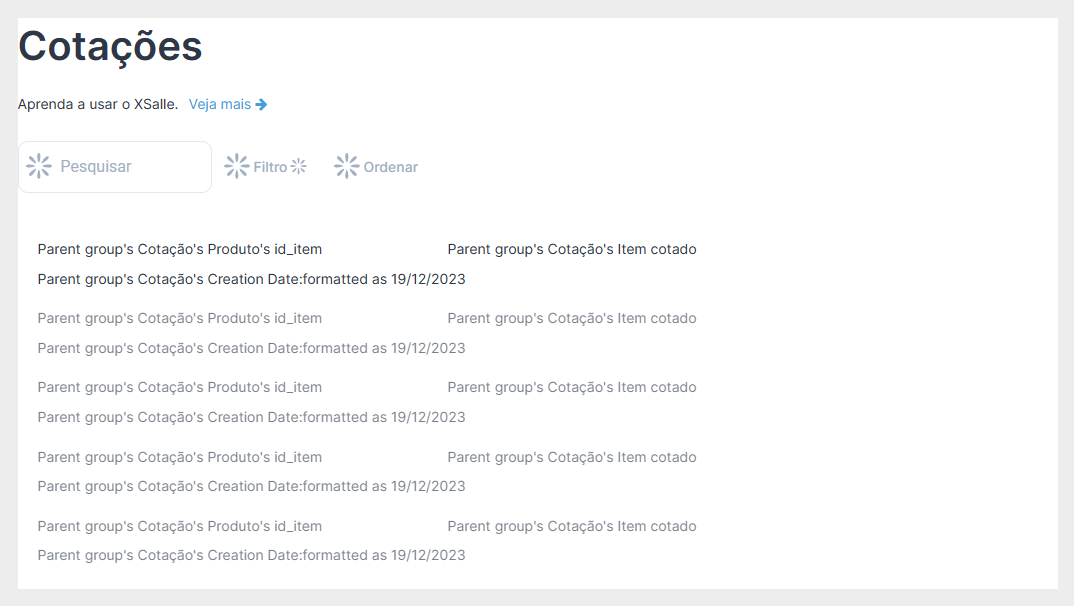 Cotações
Aprenda a usar o XSalle. Veja mais
Pesquisar Filtro Ordenar
Parent group's Cotação's Produto's id_item Parent group's Cotação's Item cotado
Parent group's Cotação's Creation Date:formatted as 19/12/2023
Parent group's Cotação's Produto's id_item Parent group's Cotação's Item cotado
Parent group's Cotação's Creation Date:formatted as 19/12/2023
Parent group's Cotação's Produto's id_item Parent group's Cotação's Item cotado
Parent group's Cotação's Creation Date:formatted as 19/12/2023
Parent group's Cotação's Produto's id_item Parent group's Cotação's Item cotado
Parent group's Cotação's Creation Date:formatted as 19/12/2023
Parent group's Cotação's Produto's id_item Parent group's Cotação's Item cotado
Parent group's Cotação's Creation Date:formatted as 19/12/2023